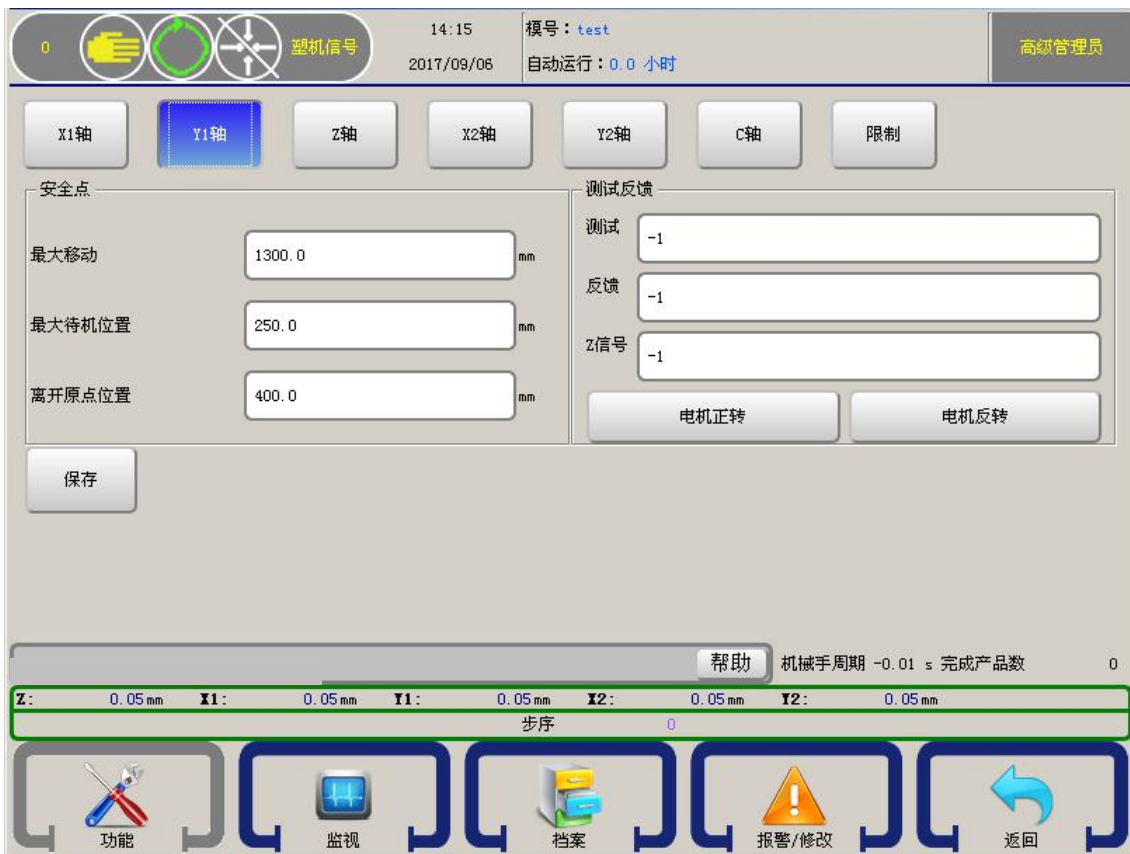 0 塑机信号 14:15 模号：test 高级管理员
2017/09/06 自动运行：0.0 小时
X1轴 Y1轴 Z轴 X2轴 Y2轴 C轴 限制
安全点
最大移动 1300.0 mm
最大待机位置 250.0 mm
离开原点位置 400.0 mm
测试反馈
测试 -1
反馈 -1
Z信号 -1
电机正转 电机反转
保存
帮助 机械手周期 -0.01 s 完成产品数 0
Z: 0.05mm X1: 0.05mm Y1: 0.05mm X2: 0.05mm Y2: 0.05mm
步序 0
功能 监视 档案 报警/修改 返回